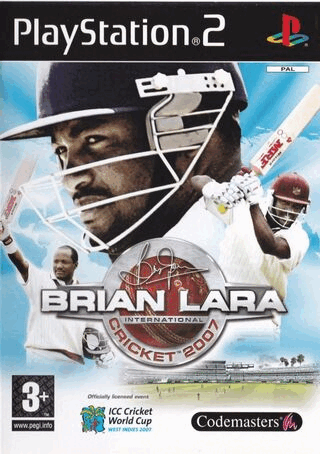 PlayStation®2
PAL
BRIAN LARA
INTERNATIONAL
CRICKET™ 2007
3+
www.pegi.info
Officially licensed event
ICC Cricket
World Cup
WEST INDIES 2007
Codemasters